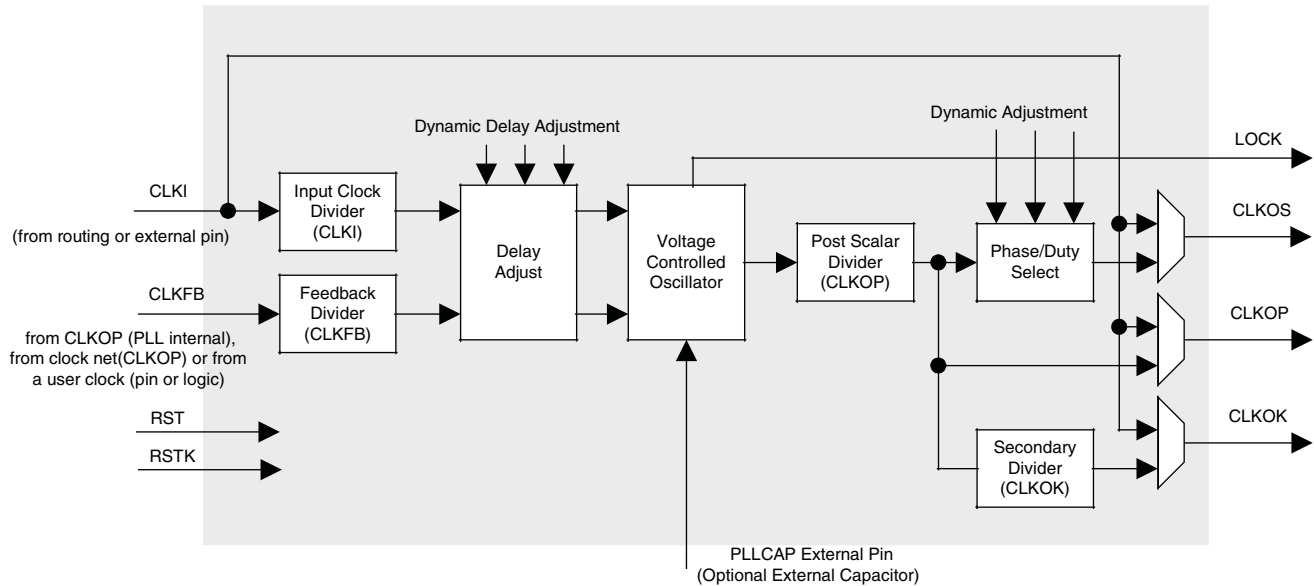 Dynamic Delay Adjustment
Dynamic Adjustment
LOCK
CLKI
(from routing or external pin)
Input Clock
Divider
(CLKI)
Delay
Adjust
Voltage
Controlled
Oscillator
Post Scalar
Divider
(CLKOP)
Phase/Duty
Select
CLKOS
CLKFB
from CLKOP (PLL internal),
from clock net(CLKOP) or from
a user clock (pin or logic)
Feedback
Divider
(CLKFB)
CLKOP
RST
RSTK
Secondary
Divider
(CLKOK)
CLKOK
PLLCAP External Pin
(Optional External Capacitor)